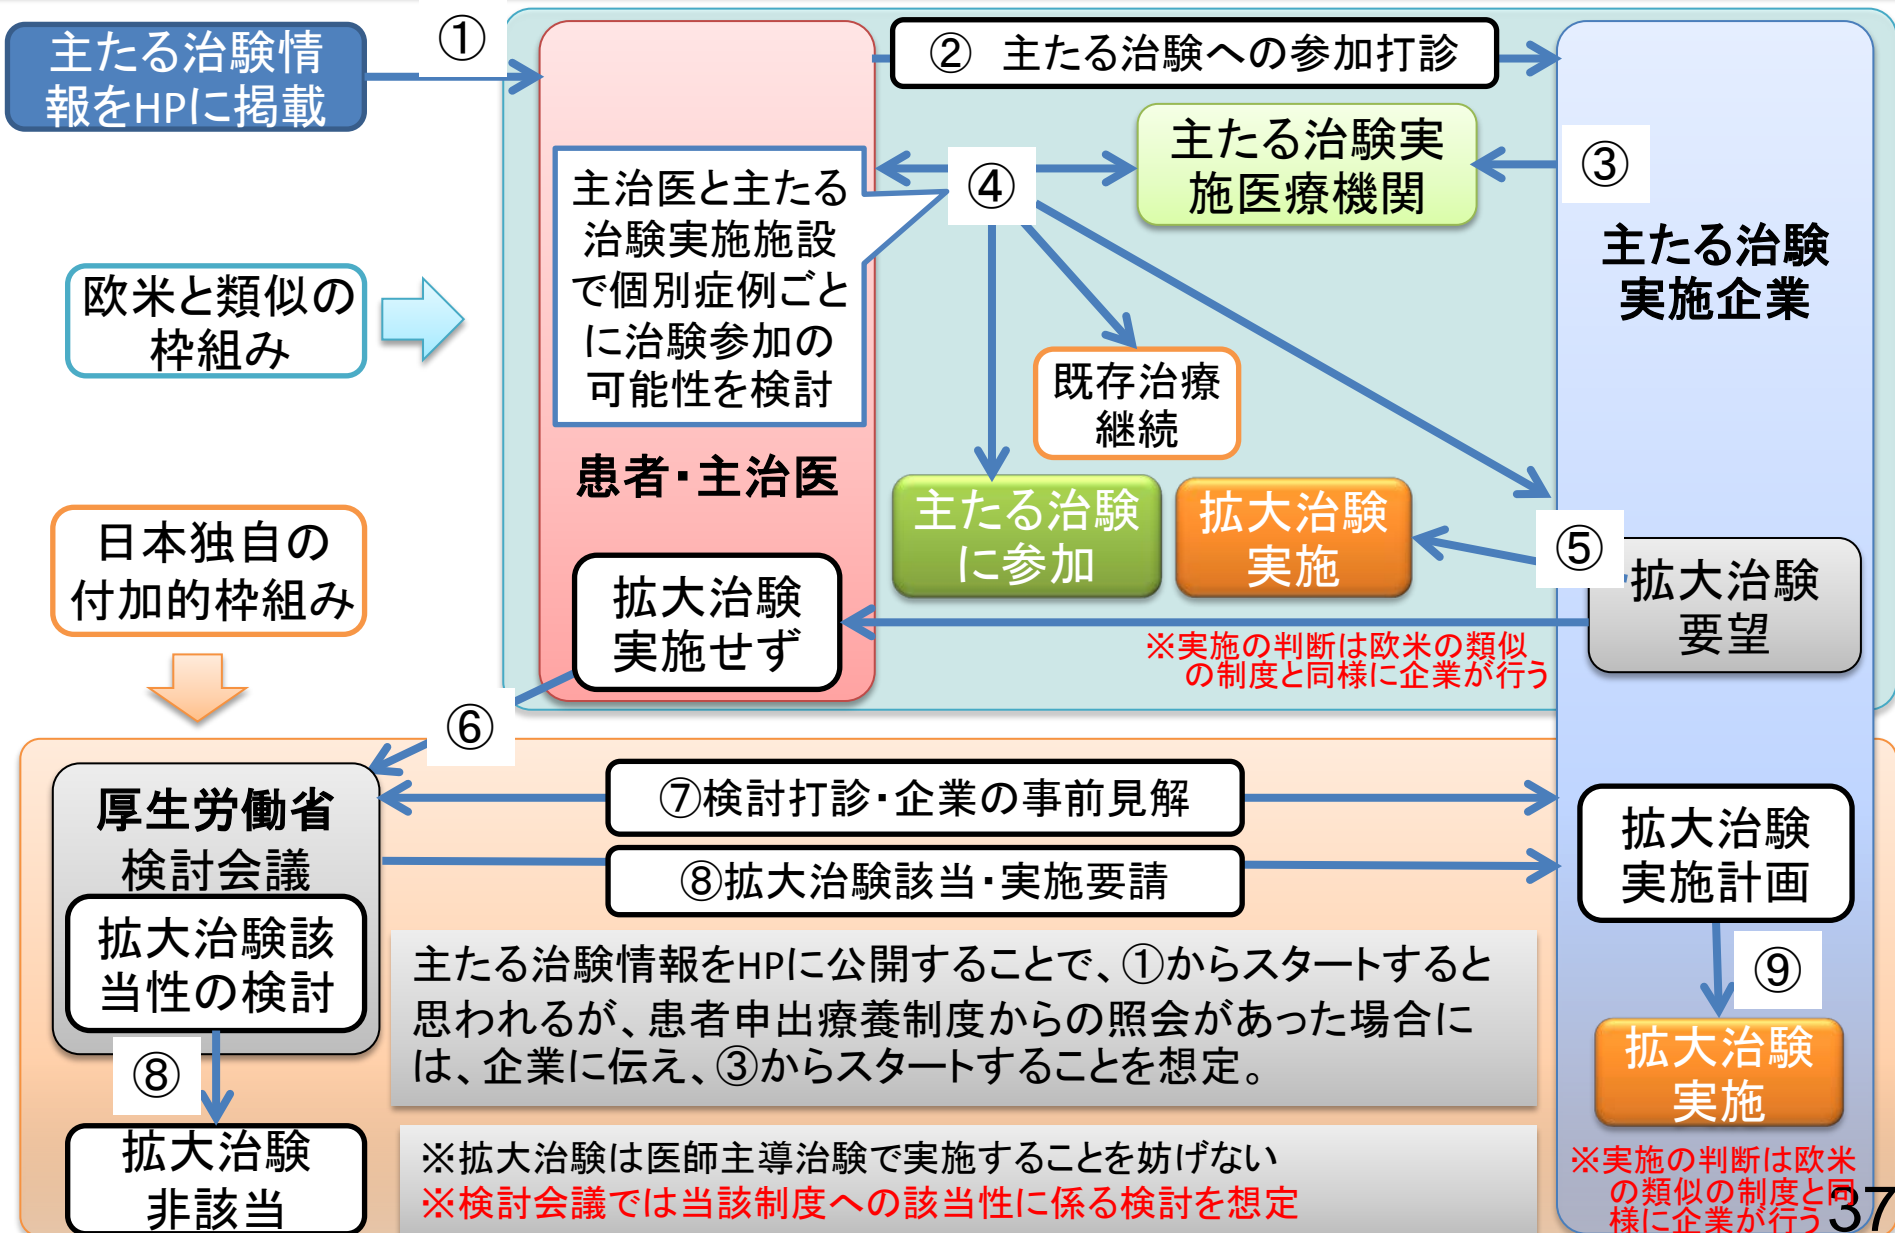 主たる治験情
報をHPに掲載
①
② 主たる治験への参加打診
主たる治験実
施医療機関
③
④
主治医と主たる
治験実施施設
で個別症例ごと
に治験参加の
可能性を検討
主たる治験
実施企業
欧米と類似の
枠組み
既存治療
継続
患者・主治医
主たる治験
に参加
拡大治験
実施
⑤
日本独自の
付加的枠組み
拡大治験
実施せず
拡大治験
要望
※実施の判断は欧米の類似
の制度と同様に企業が行う
⑥
厚生労働省
検討会議
⑦検討打診・企業の事前見解
⑧拡大治験該当・実施要請
拡大治験
実施計画
拡大治験該
当性の検討
主たる治験情報をHPに公開することで、①からスタートすると
思われるが、患者申出療養制度からの照会があった場合に
は、企業に伝え、③からスタートすることを想定。
⑨
⑧
拡大治験
実施
拡大治験
非該当
※拡大治験は医師主導治験で実施することを妨げない
※検討会議では当該制度への該当性に係る検討を想定
※実施の判断は欧米
の類似の制度と同
様に企業が行う
37